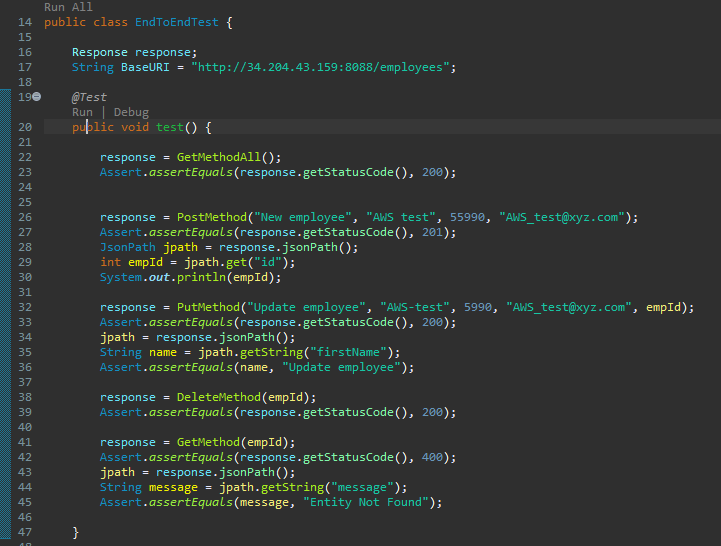 Run All
14 public class EndToEndTest {
15
16 Response response;
17 String BaseURI = "http://34.204.43.159:8088/employees";
18
19 @Test
Run | Debug
20 public void test() {
21
22 response = GetMethodAll();
23 Assert.assertEquals(response.getStatusCode(), 200);
24
25
26 response = PostMethod("New employee", "AWS test", 55990, "AWS_test@xyz.com");
27 Assert.assertEquals(response.getStatusCode(), 201);
28 JsonPath jpath = response.jsonPath();
29 int empId = jpath.get("id");
30 System.out.println(empId);
31
32 response = PutMethod("Update employee", "AWS-test", 5990, "AWS_test@xyz.com", empId);
33 Assert.assertEquals(response.getStatusCode(), 200);
34 jpath = response.jsonPath();
35 String name = jpath.getString("firstName");
36 Assert.assertEquals(name, "Update employee");
37
38 response = DeleteMethod(empId);
39 Assert.assertEquals(response.getStatusCode(), 200);
40
41 response = GetMethod(empId);
42 Assert.assertEquals(response.getStatusCode(), 400);
43 jpath = response.jsonPath();
44 String message = jpath.getString("message");
45 Assert.assertEquals(message, "Entity Not Found");
46
47 }